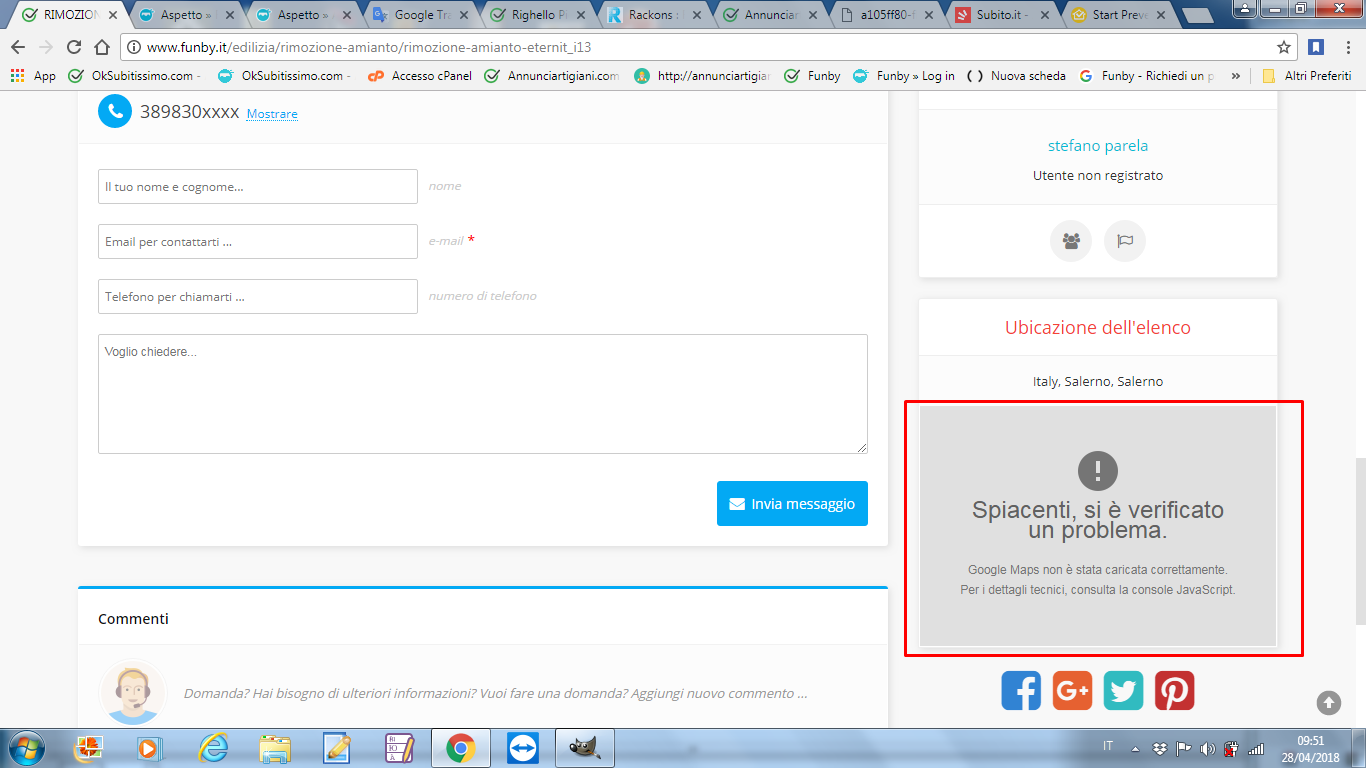 RIMOZION
Aspetto »
Aspetto »
Google Tra
Righello Pi
Rackons :
Annunciar
a105ff80-f
Subito.it -
Start Preve
www.funby.it/edilizia/rimozione-amianto/rimozione-amianto-eternit_i13
App
OkSubitissimo.com -
OkSubitissimo.com -
cP
Accesso cPanel
Annunciartigiani.com
http://annunciartigian
Funby
Funby » Log in
Nuova scheda
Funby - Richiedi un p
»
Altri Preferiti
389830xxxx Mostrare
Il tuo nome e cognome...
nome
Email per contattarti ...
e-mail *
Telefono per chiamarti ...
numero di telefono
Voglio chiedere...
Invia messaggio
Commenti
Domanda? Hai bisogno di ulteriori informazioni? Vuoi fare una domanda? Aggiungi nuovo commento ...
stefano parela
Utente non registrato
Ubicazione dell'elenco
Italy, Salerno, Salerno
Spiacenti, si è verificato
un problema.
Google Maps non è stata caricata correttamente.
Per i dettagli tecnici, consulta la console JavaScript.
G+
IT
09:51
28/04/2018